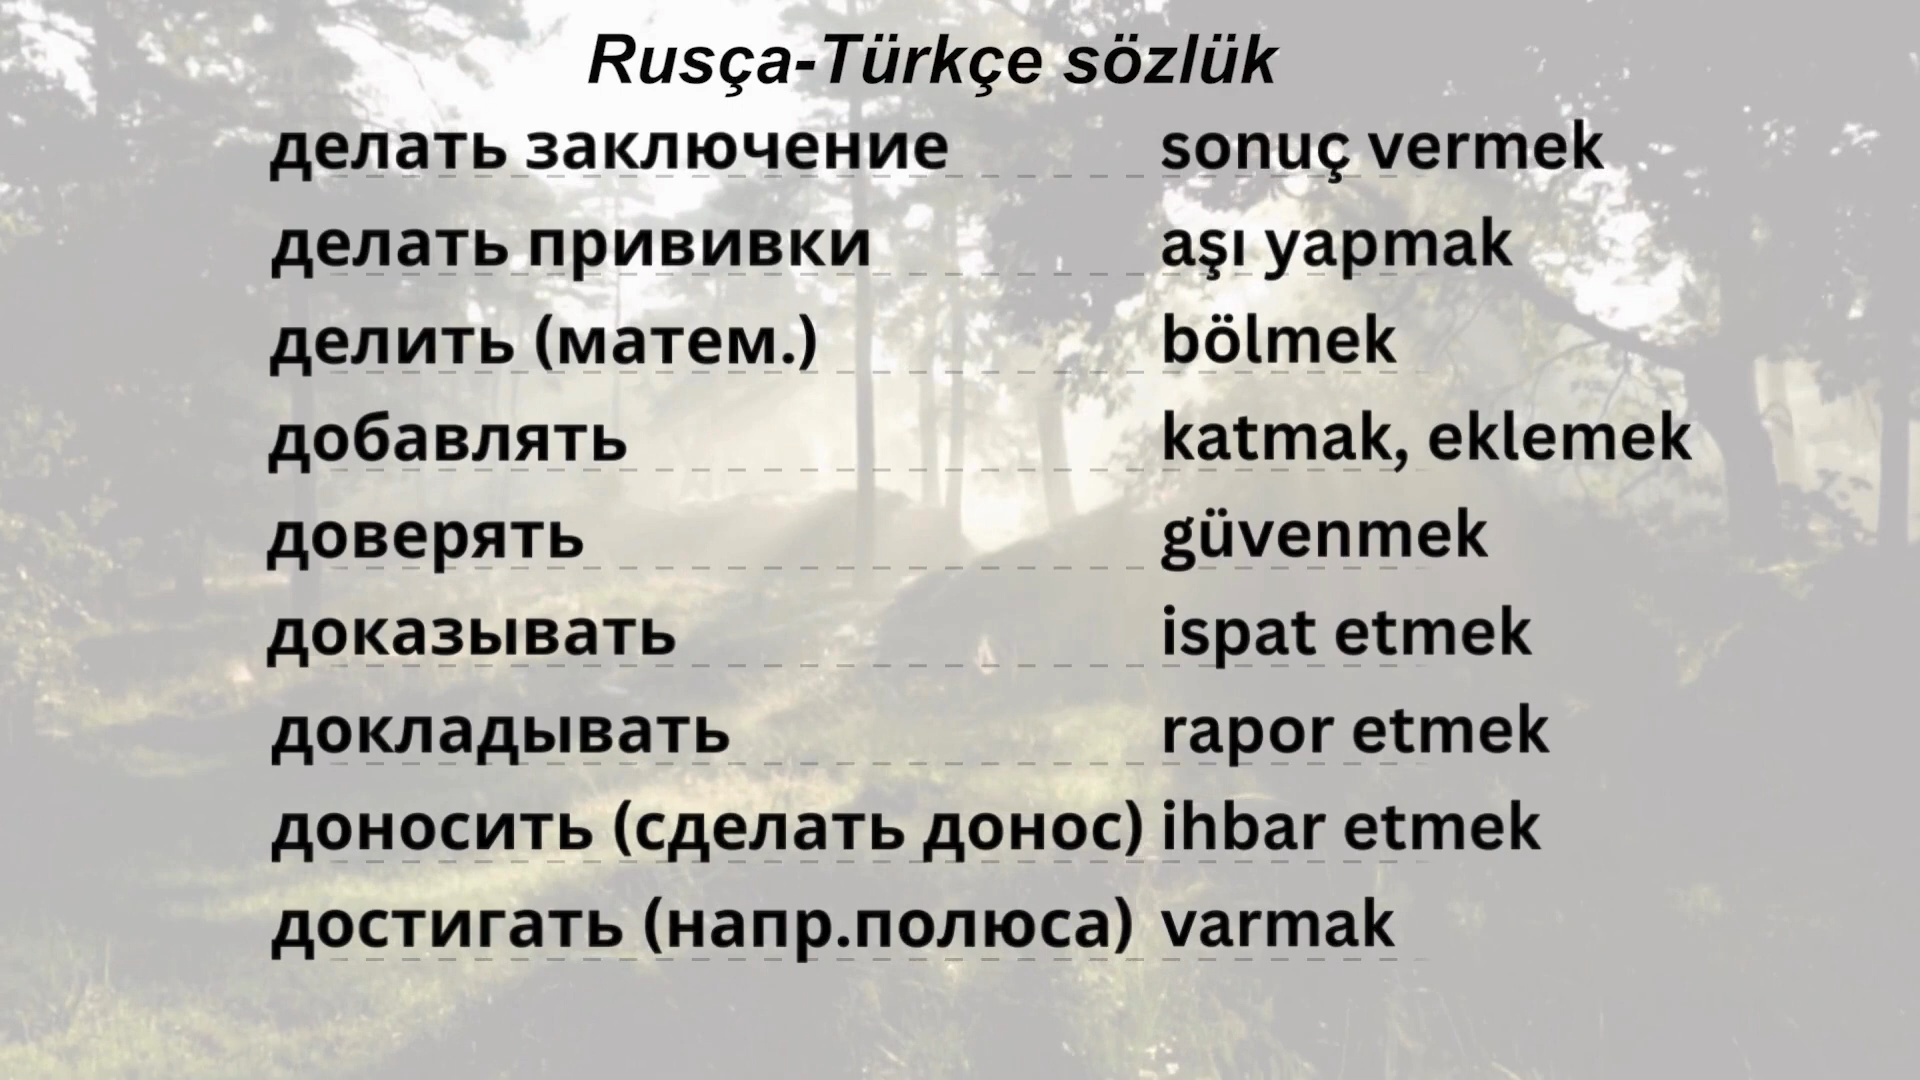 Rusça-Türkçe sözlük
делать заключение sonuç vermek
делать прививки aşı yapmak
делить (матем.) bölmek
добавлять katmak, eklemek
доверять güvenmek
доказывать ispat etmek
докладывать rapor etmek
доносить (сделать донос) ihbar etmek
достигать (напр.полюса) varmak